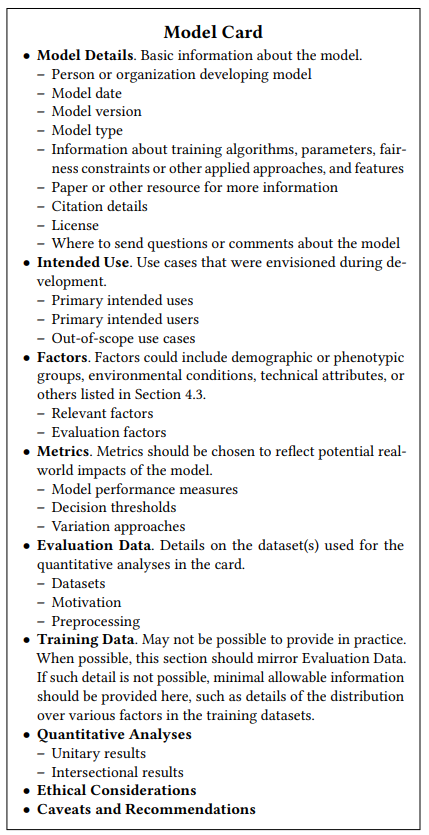 Model Card
• Model Details. Basic information about the model.
– Person or organization developing model
– Model date
– Model version
– Model type
– Information about training algorithms, parameters, fair-
ness constraints or other applied approaches, and features
– Paper or other resource for more information
– Citation details
– License
– Where to send questions or comments about the model
• Intended Use. Use cases that were envisioned during de-
velopment.
– Primary intended uses
– Primary intended users
– Out-of-scope use cases
• Factors. Factors could include demographic or phenotypic
groups, environmental conditions, technical attributes, or
others listed in Section 4.3.
– Relevant factors
– Evaluation factors
• Metrics. Metrics should be chosen to reflect potential real-
world impacts of the model.
– Model performance measures
– Decision thresholds
– Variation approaches
• Evaluation Data. Details on the dataset(s) used for the
quantitative analyses in the card.
– Datasets
– Motivation
– Preprocessing
• Training Data. May not be possible to provide in practice.
When possible, this section should mirror Evaluation Data.
If such detail is not possible, minimal allowable information
should be provided here, such as details of the distribution
over various factors in the training datasets.
• Quantitative Analyses
– Unitary results
– Intersectional results
• Ethical Considerations
• Caveats and Recommendations